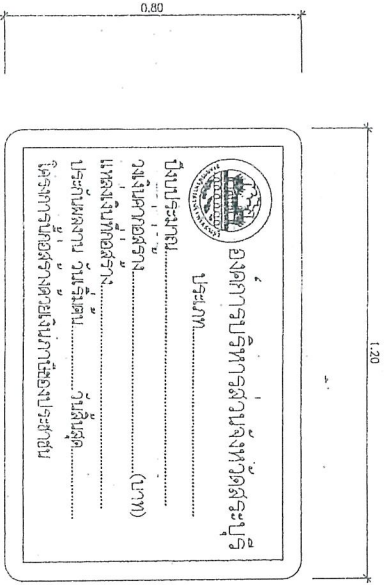 องค์การบริหารส่วนจังหวัดสระบุรี
ประเภท....................
ปีงบประมาณ....................
วงเงินค่าก่อสร้าง....................(บาท)
แหล่งเงินที่ก่อสร้าง....................
ประกันผลงาน วันเริ่มต้น..........วันสิ้นสุด..........
โครงการนี้ก่อสร้างด้วยเงินภาษีของประชาชน
1.20
0.80